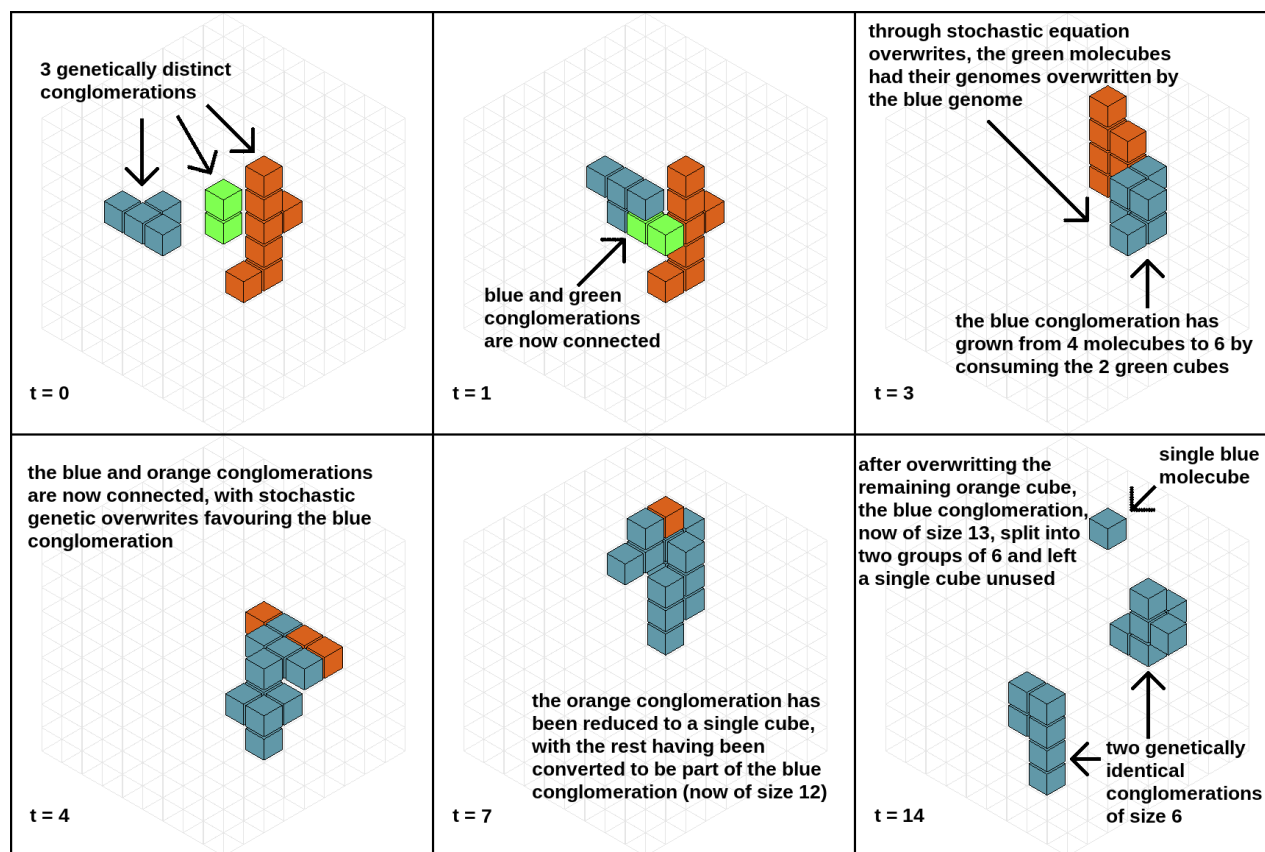 3 genetically distinct
conglomerations
t = 0
blue and green
conglomerations
are now connected
t = 1
through stochastic equation
overwrites, the green molecubes
had their genomes overwritten by
the blue genome
the blue conglomeration has
grown from 4 molecubes to 6 by
consuming the 2 green cubes
t = 3
the blue and orange conglomerations
are now connected, with stochastic
genetic overwrites favouring the blue
conglomeration
t = 4
the orange conglomeration has
been reduced to a single cube,
with the rest having been
converted to be part of the blue
conglomeration (now of size 12)
t = 7
after overwritting the
remaining orange cube,
the blue conglomeration,
now of size 13, split into
two groups of 6 and left
a single cube unused
single blue
molecube
two genetically
identical
conglomerations
of size 6
t = 14